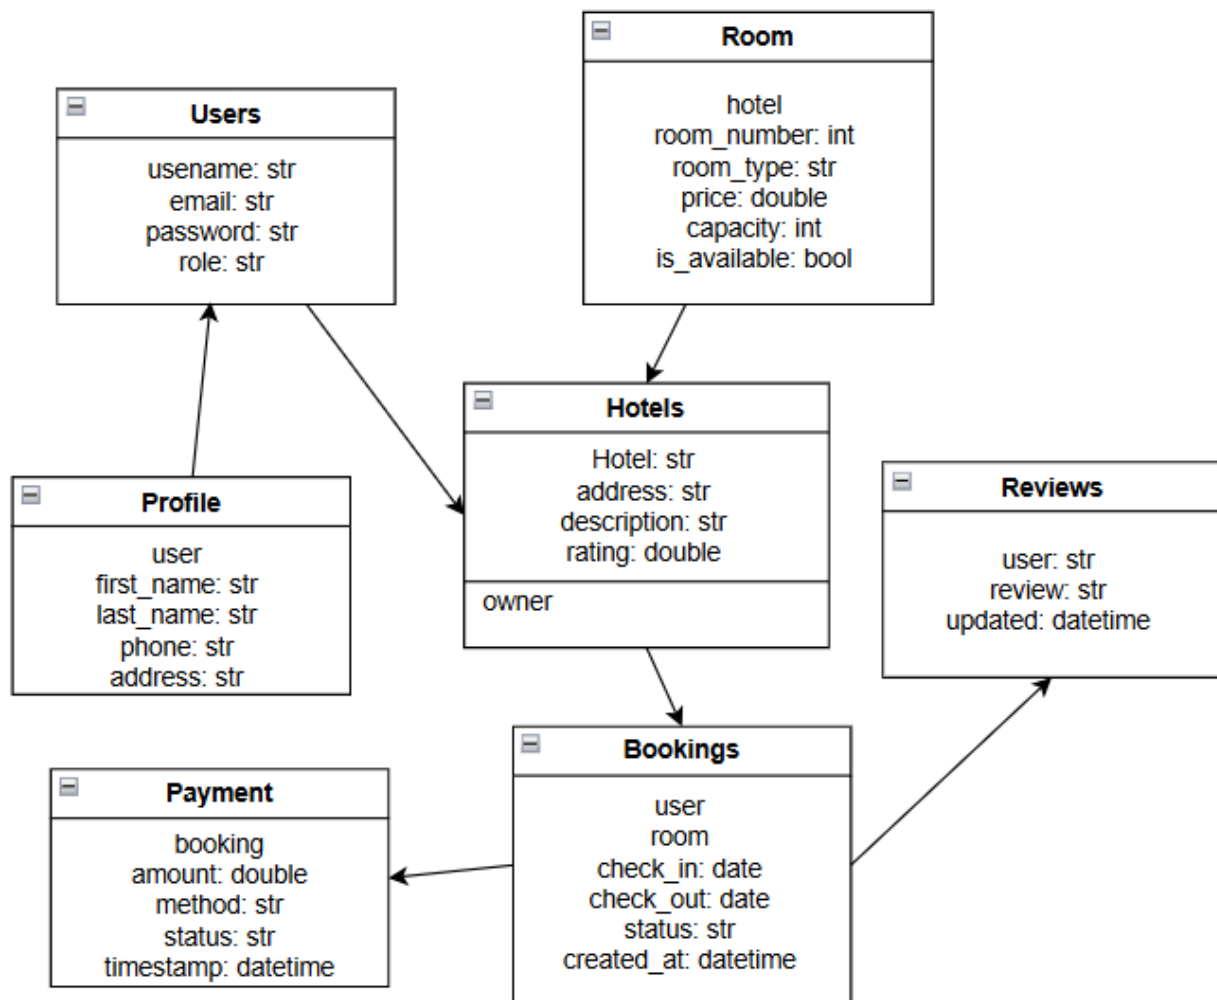 Room
hotel
room_number: int
room_type: str
price: double
capacity: int
is_available: bool
Users
usename: str
email: str
password: str
role: str
Hotels
Hotel: str
address: str
description: str
rating: double
owner
Profile
user
first_name: str
last_name: str
phone: str
address: str
Reviews
user: str
review: str
updated: datetime
Bookings
user
room
check_in: date
check_out: date
status: str
created_at: datetime
Payment
booking
amount: double
method: str
status: str
timestamp: datetime